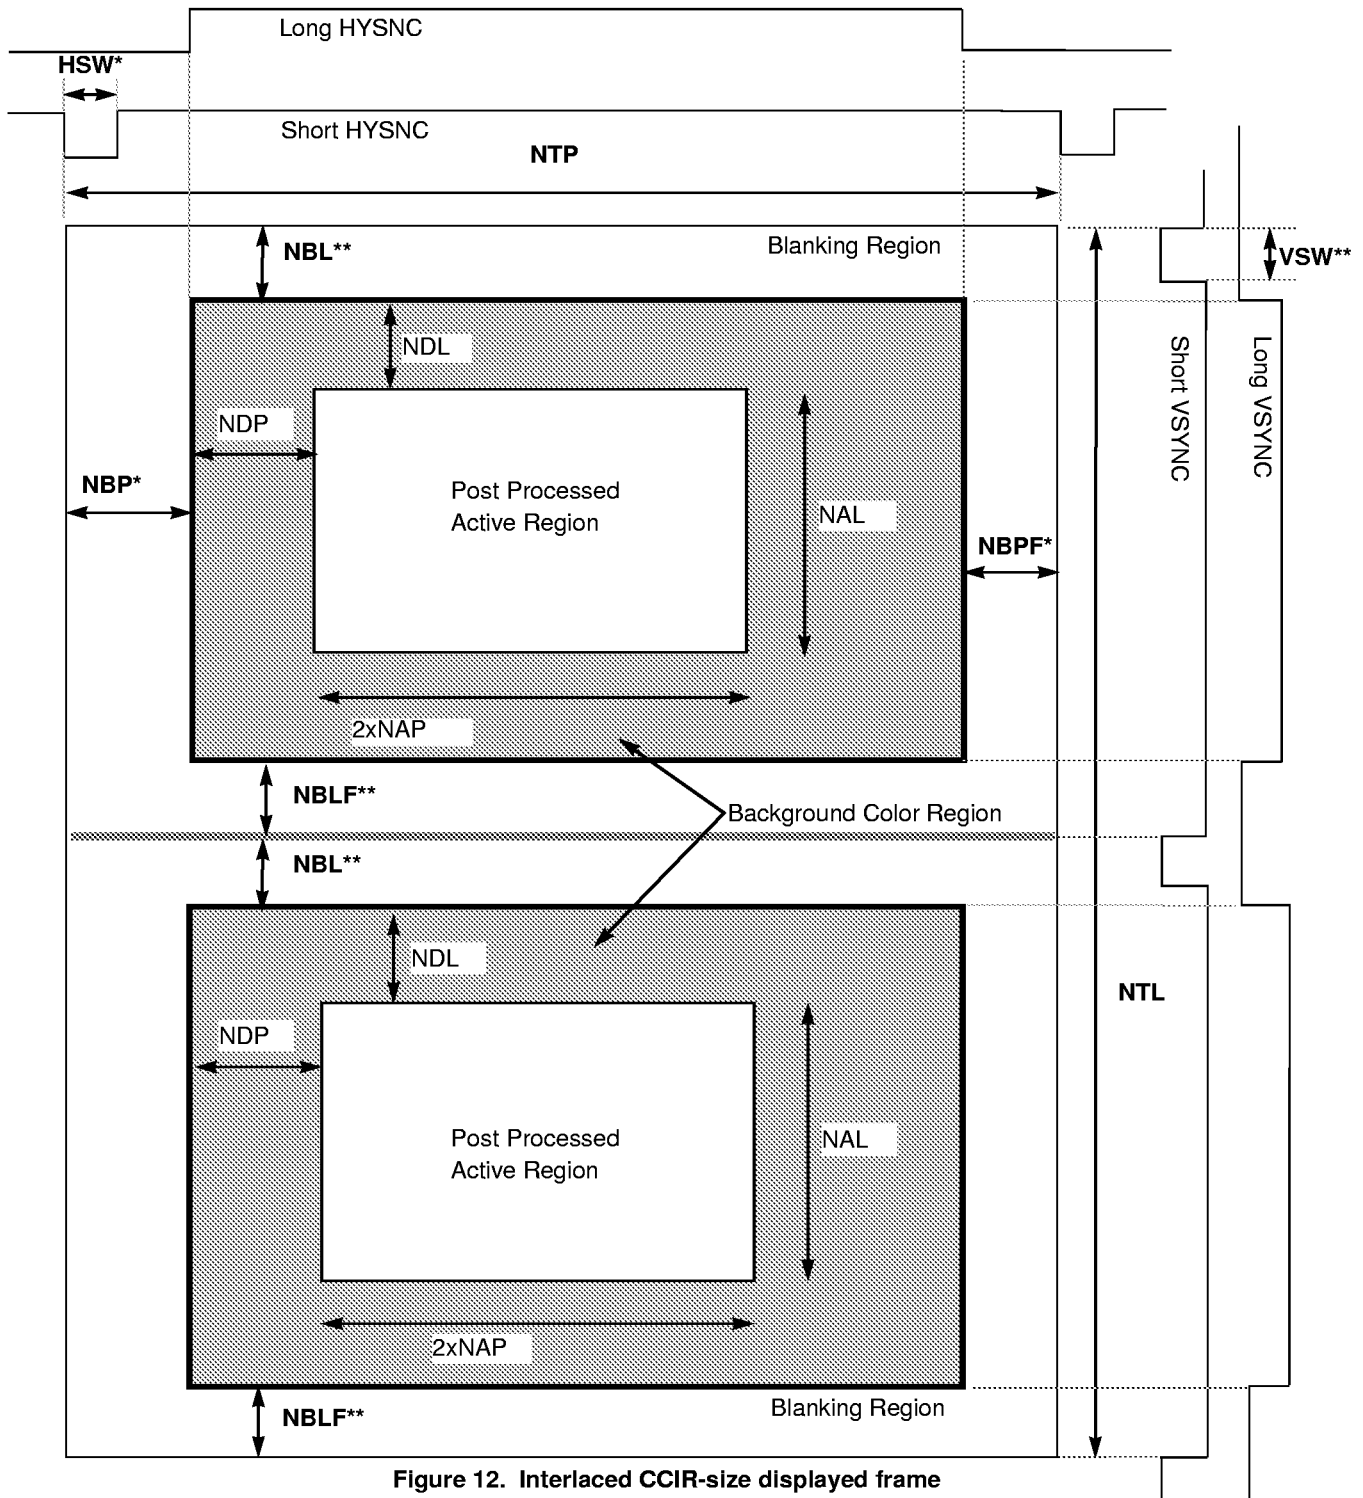 Long HYSNC
HSW*
Short HYSNC
NTP
NBL**
Blanking Region
VSW**
NDL
Short VSYNC
Long VSYNC
NDP
NBP*
Post Processed
Active Region
NAL
NBPF*
2xNAP
NBLF**
Background Color Region
NBL**
NDL
NTL
NDP
Post Processed
Active Region
NAL
2xNAP
NBLF**
Blanking Region
Figure 12. Interlaced CCIR-size displayed frame